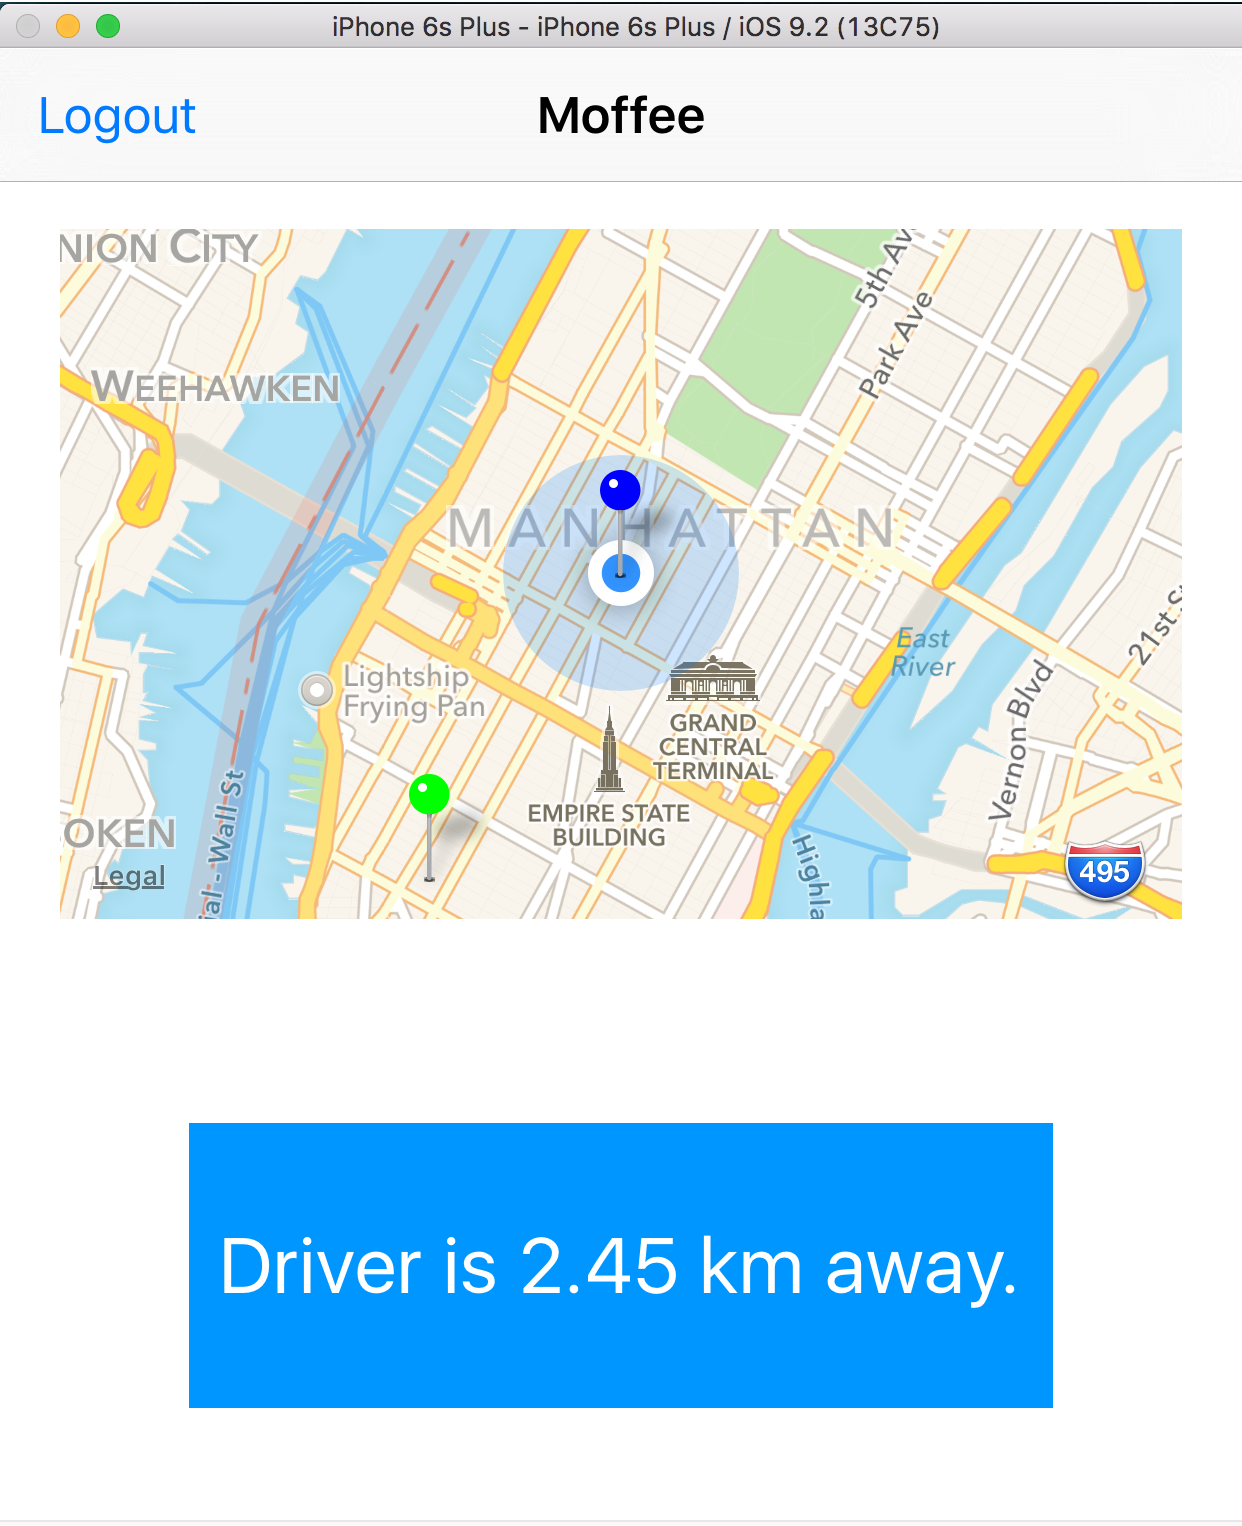 iPhone 6s Plus - iPhone 6s Plus / iOS 9.2 (13C75)
Logout
Moffee
NION CITY
5th Av
Park Ave
WEEHAWKEN
MANHATTAN
East
River
21st S
Lightship
Frying Pan
Vernon Blvd
GRAND
CENTRAL
TERMINAL
EMPIRE STATE
BUILDING
OKEN
ial - Wall St
Legal
Highla
495
Driver is 2.45 km away.